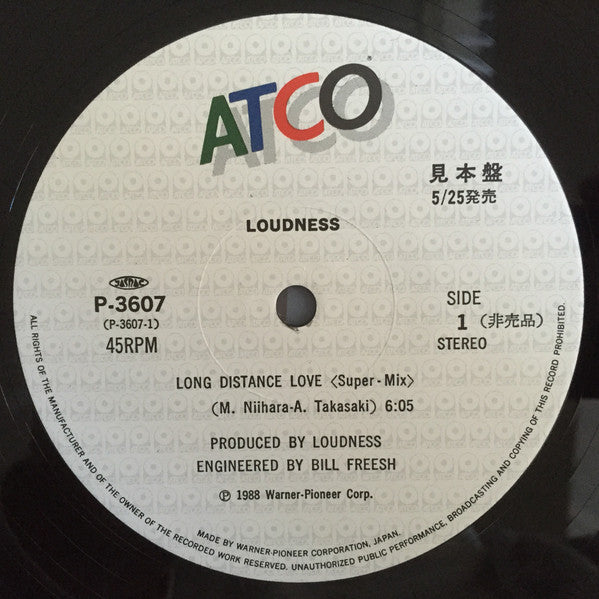 ATCO
見本盤
5/25発売
LOUDNESS
JASRAC
P-3607
(P-3607-1)
45RPM
SIDE
1 (非売品)
STEREO
LONG DISTANCE LOVE〈Super-Mix〉
(M. Niihara-A. Takasaki) 6:05
PRODUCED BY LOUDNESS
ENGINEERED BY BILL FREESH
Ⓟ 1988 Warner-Pioneer Corp.
MADE BY WARNER-PIONEER CORPORATION, JAPAN.
ALL RIGHTS OF THE MANUFACTURER AND OF THE OWNER OF THE RECORDED WORK RESERVED. UNAUTHORIZED PUBLIC PERFORMANCE, BROADCASTING AND COPYING OF THIS RECORD PROHIBITED.